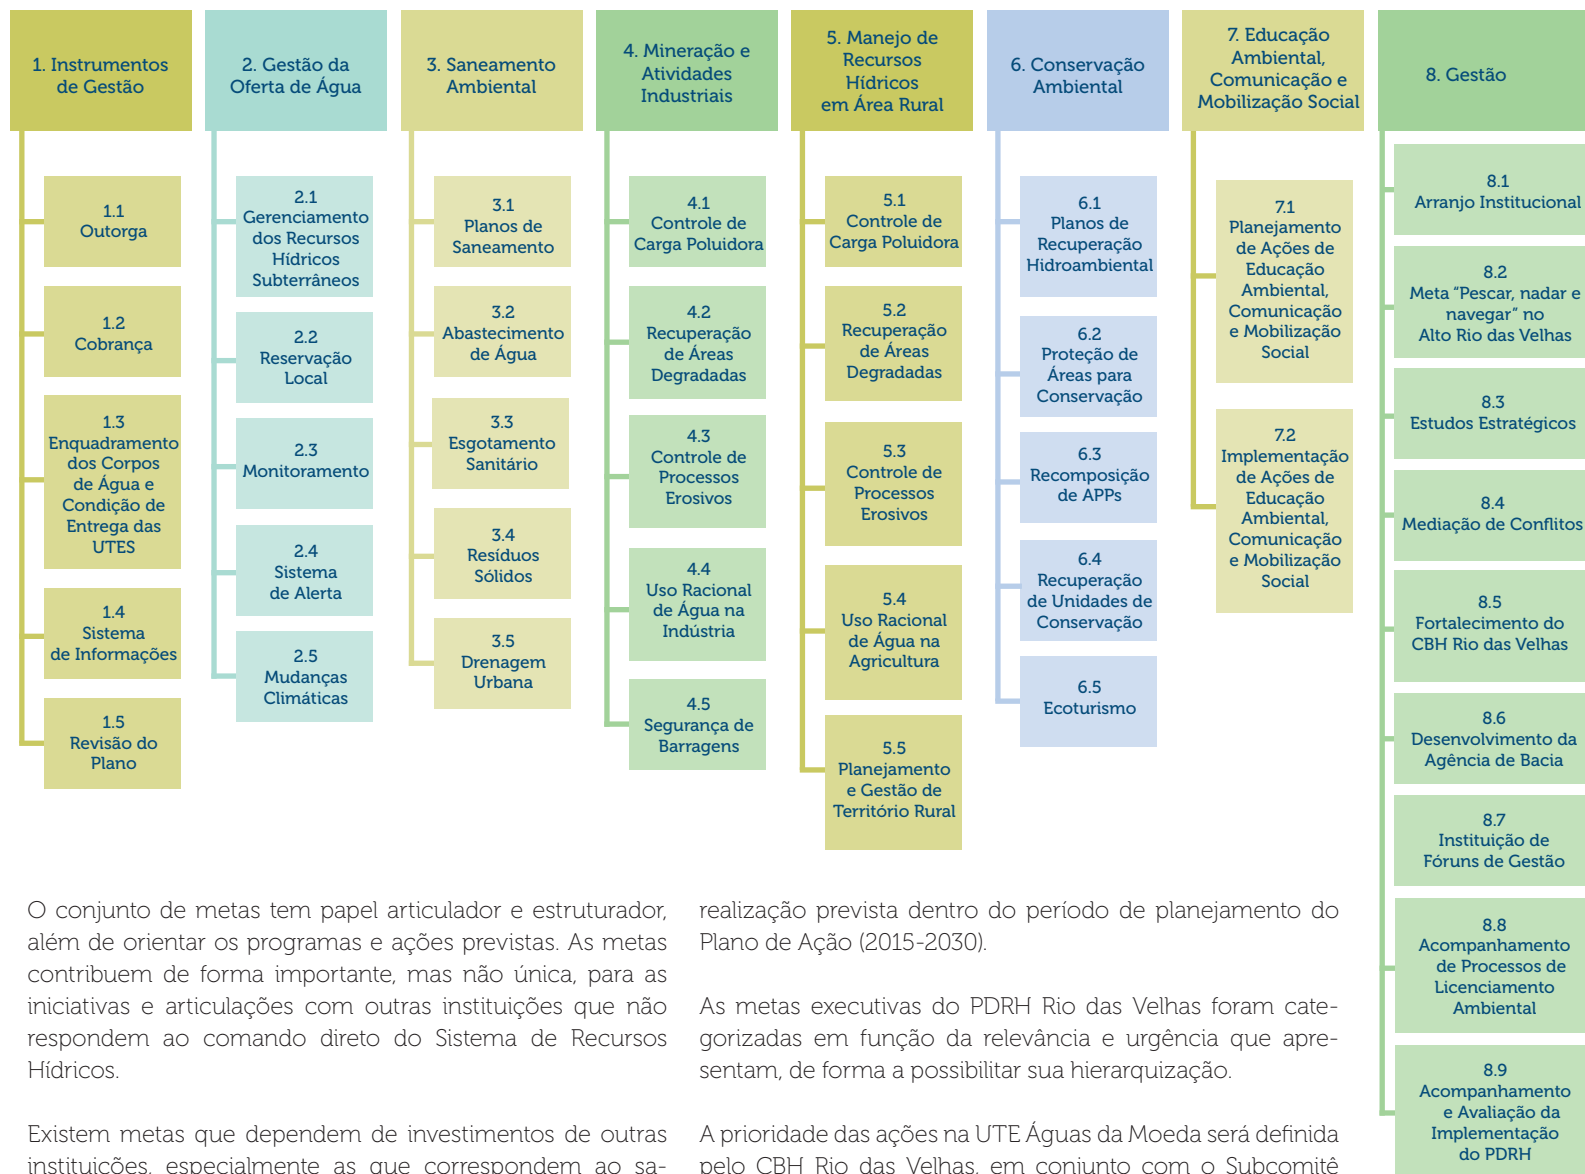 1. Instrumentos
de Gestão
1.1
Outorga
1.2
Cobrança
1.3
Enquadramento
dos Corpos
de Água e
Condição de
Entrega das
UTES
1.4
Sistema
de Informações
1.5
Revisão do
Plano
2. Gestão da
Oferta de Água
2.1
Gerenciamento
dos Recursos
Hídricos
Subterrâneos
2.2
Reservação
Local
2.3
Monitoramento
2.4
Sistema
de Alerta
2.5
Mudanças
Climáticas
3. Saneamento
Ambiental
3.1
Planos de
Saneamento
3.2
Abastecimento
de Água
3.3
Esgotamento
Sanitário
3.4
Resíduos
Sólidos
3.5
Drenagem
Urbana
4. Mineração e
Atividades
Industriais
4.1
Controle de
Carga Poluidora
4.2
Recuperação
de Áreas
Degradadas
4.3
Controle de
Processos
Erosivos
4.4
Uso Racional
de Água na
Indústria
4.5
Segurança de
Barragens
5. Manejo de
Recursos
Hídricos
em Área Rural
5.1
Controle de
Carga Poluidora
5.2
Recuperação
de Áreas
Degradadas
5.3
Controle de
Processos
Erosivos
5.4
Uso Racional
de Água na
Agricultura
5.5
Planejamento
e Gestão de
Território Rural
6. Conservação
Ambiental
6.1
Planos de
Recuperação
Hidroambiental
6.2
Proteção de
Áreas para
Conservação
6.3
Recomposição
de APPs
6.4
Recuperação
de Unidades de
Conservação
6.5
Ecoturismo
7. Educação
Ambiental,
Comunicação e
Mobilização Social
7.1
Planejamento
de Ações de
Educação
Ambiental,
Comunicação
e Mobilização
Social
7.2
Implementação
de Ações de
Educação
Ambiental,
Comunicação
e Mobilização
Social
8. Gestão
8.1
Arranjo Institucional
8.2
Meta “Pescar, nadar e
navegar” no
Alto Rio das Velhas
8.3
Estudos Estratégicos
8.4
Mediação de Conflitos
8.5
Fortalecimento do
CBH Rio das Velhas
8.6
Desenvolvimento da
Agência de Bacia
8.7
Instituição de
Fóruns de Gestão
8.8
Acompanhamento
de Processos de
Licenciamento
Ambiental
8.9
Acompanhamento
e Avaliação da
Implementação
do PDRH
O conjunto de metas tem papel articulador e estruturador,
além de orientar os programas e ações previstas. As metas
contribuem de forma importante, mas não única, para as
iniciativas e articulações com outras instituições que não
respondem ao comando direto do Sistema de Recursos
Hídricos.
Existem metas que dependem de investimentos de outras
instituições, especialmente as que correspondem ao sa-
realização prevista dentro do período de planejamento do
Plano de Ação (2015-2030).
As metas executivas do PDRH Rio das Velhas foram cate-
gorizadas em função da relevância e urgência que apre-
sentam, de forma a possibilitar sua hierarquização.
A prioridade das ações na UTE Águas da Moeda será definida
pelo CBH Rio das Velhas, em conjunto com o Subcomitê